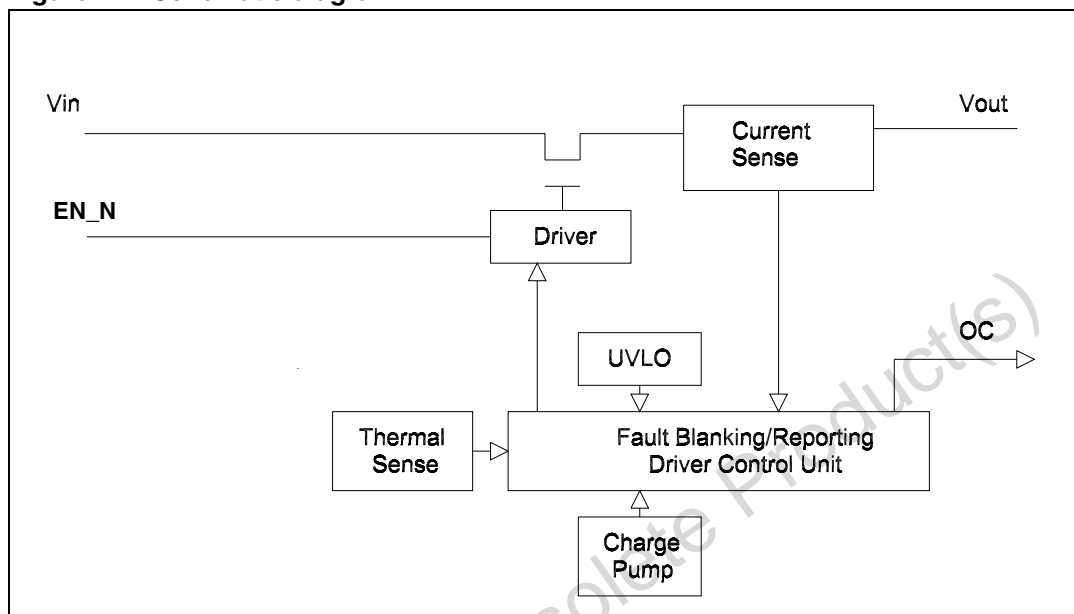 Vin
Current
Sense
Vout
EN_N
Driver
UVLO
OC
Thermal
Sense
Fault Blanking/Reporting
Driver Control Unit
Charge
Pump
solete Product(s)